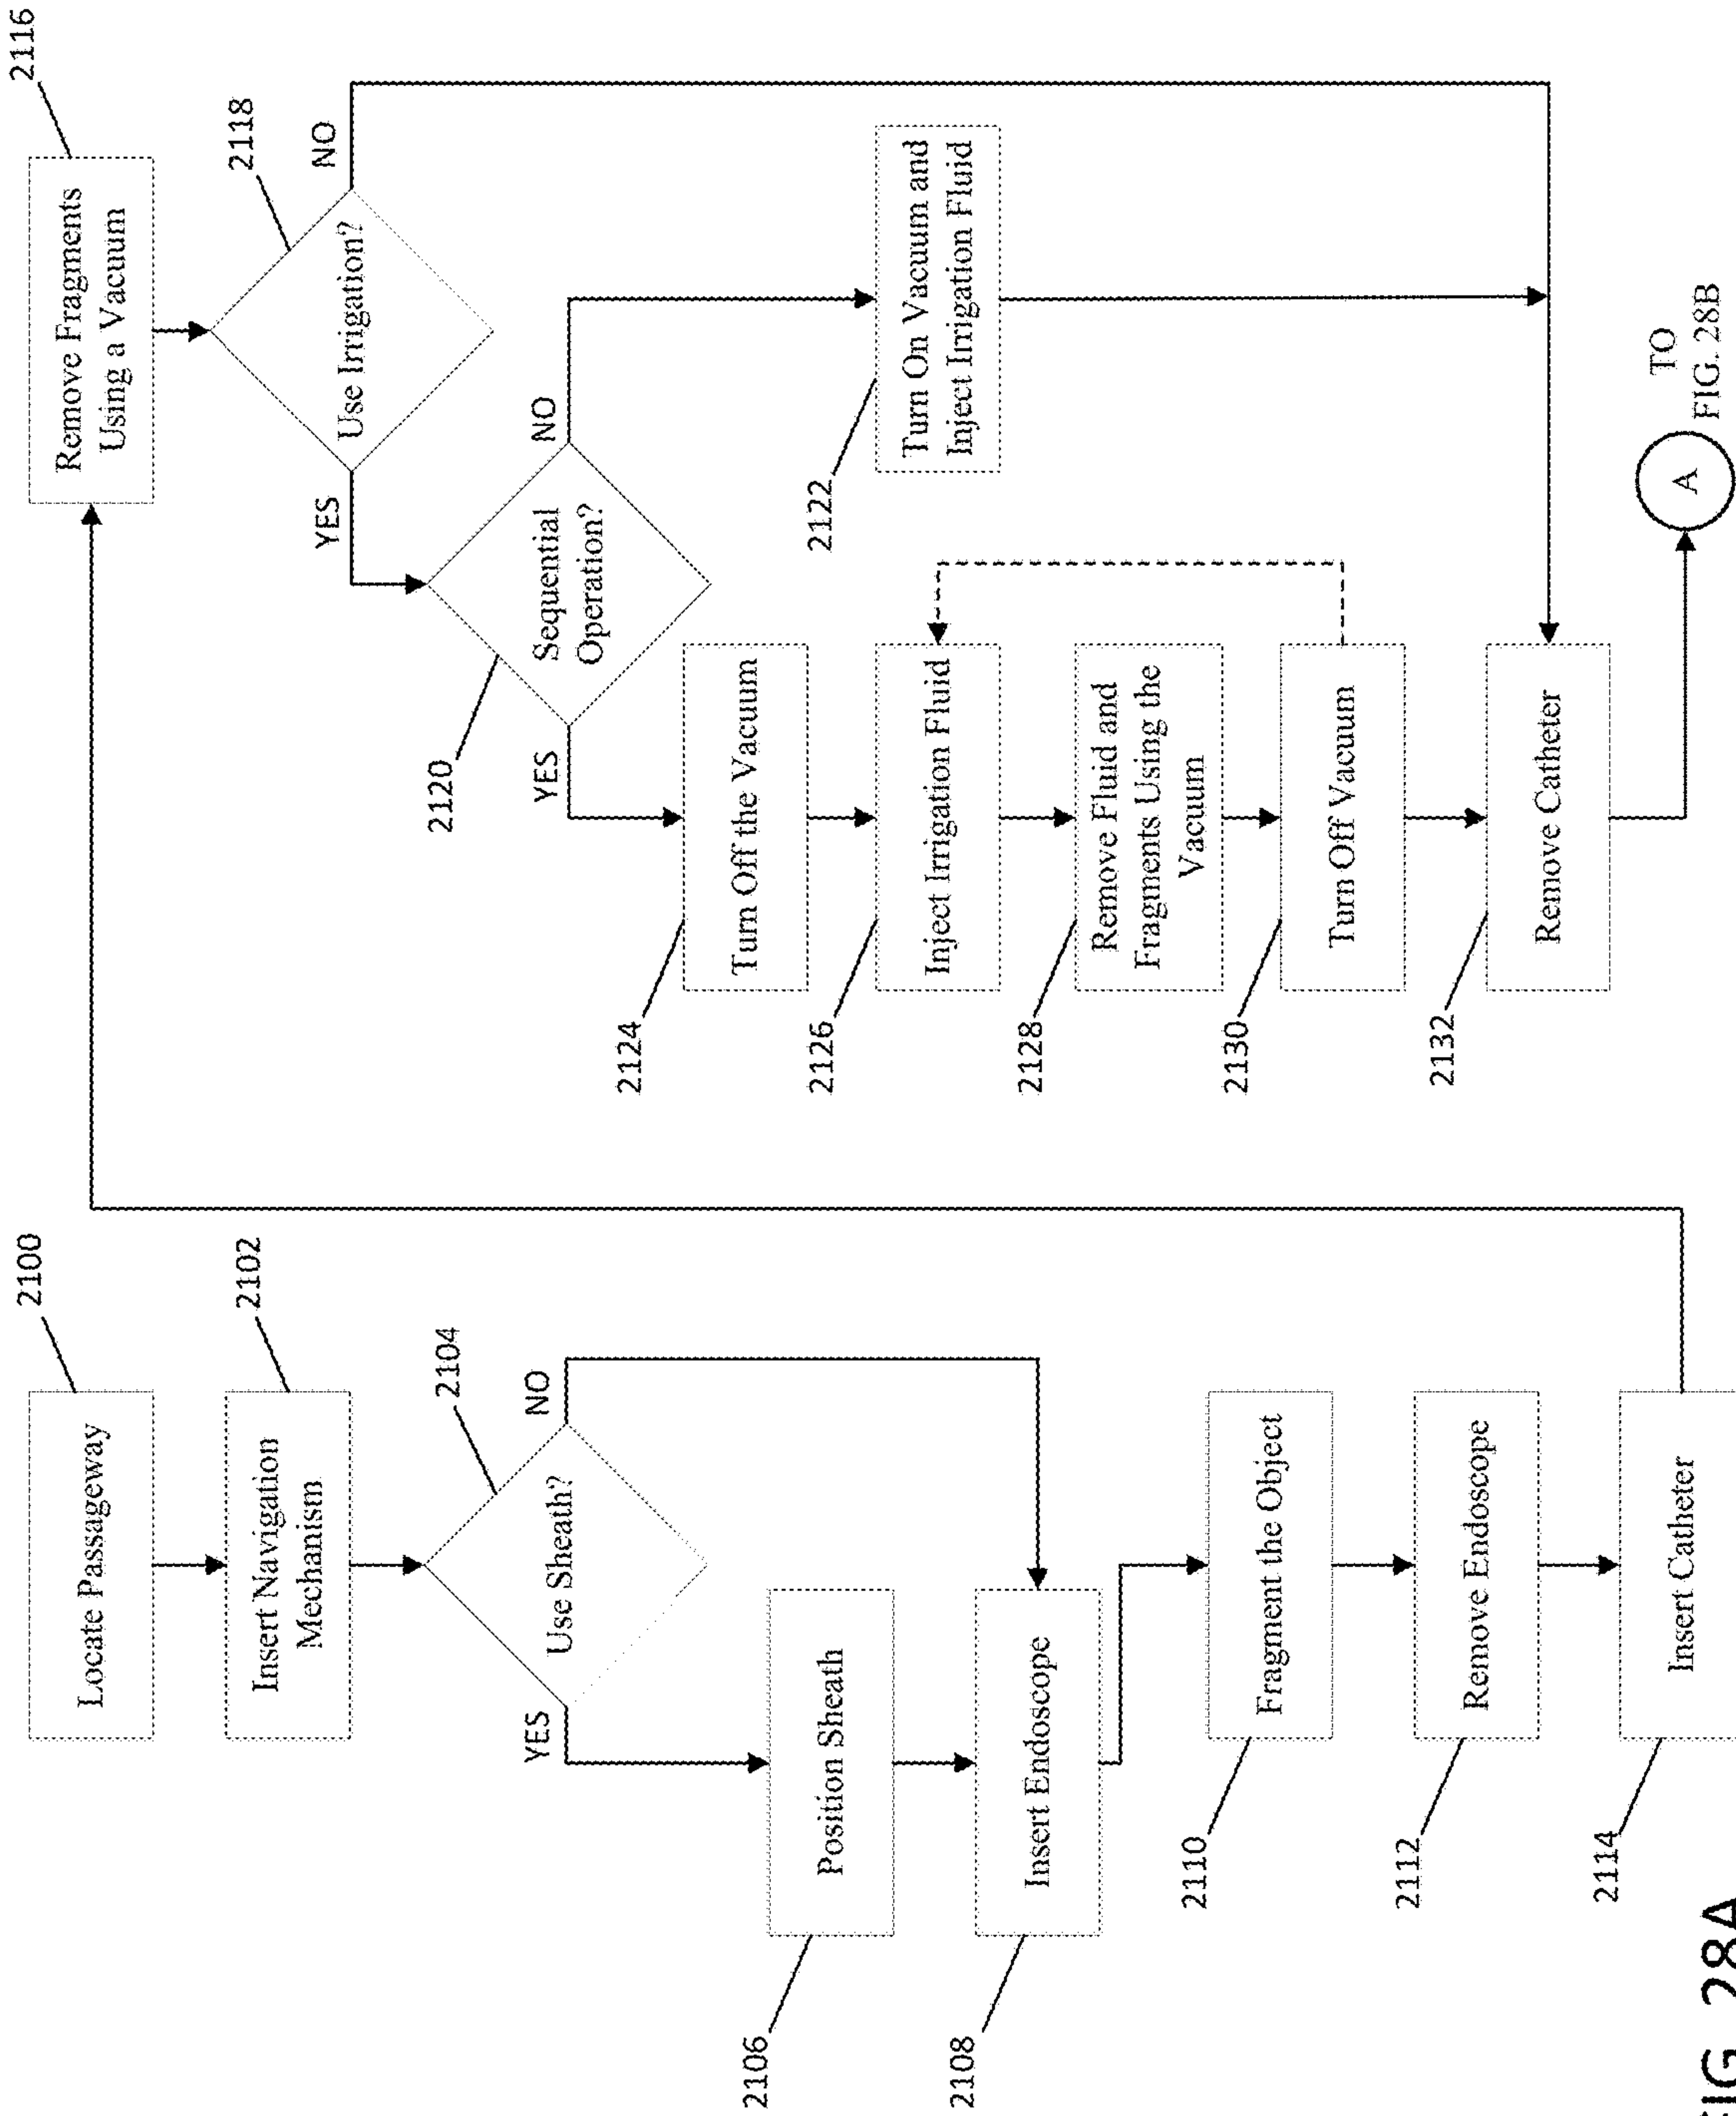 2100
Locate Passageway
2102
Insert Navigation
Mechanism
2104
Use Sheath?
YES
NO
2106
Position Sheath
2108
Insert Endoscope
2110
Fragment the Object
2112
Remove Endoscope
2114
Insert Catheter
2116
Remove Fragments
Using a Vacuum
2118
Use Irrigation?
YES
NO
2120
Sequential
Operation?
YES
NO
2122
Turn On Vacuum and
Inject Irrigation Fluid
2124
Turn Off the Vacuum
2126
Inject Irrigation Fluid
2128
Remove Fluid and
Fragments Using the
Vacuum
2130
Turn Off Vacuum
2132
Remove Catheter
A
TO
FIG. 28B
FIG. 28A